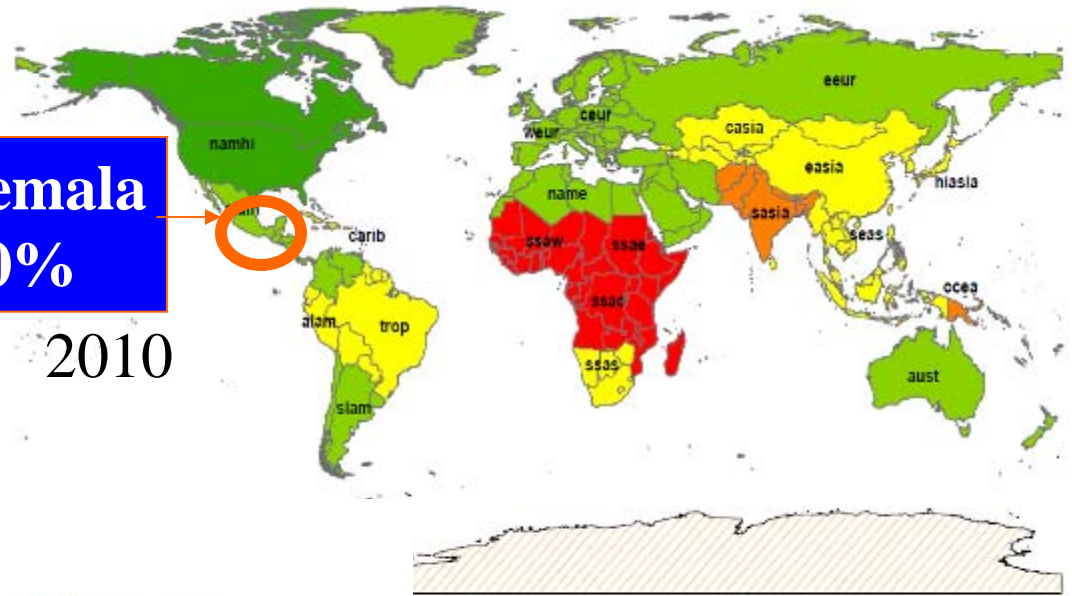 eeur
ceur
weur
casia
namhi
easia
hiasia
emala
name
sasia
0%
carib
ssaw
ssae
seas
ssac
ocea
alam
trop
2010
ssas
aust
slam